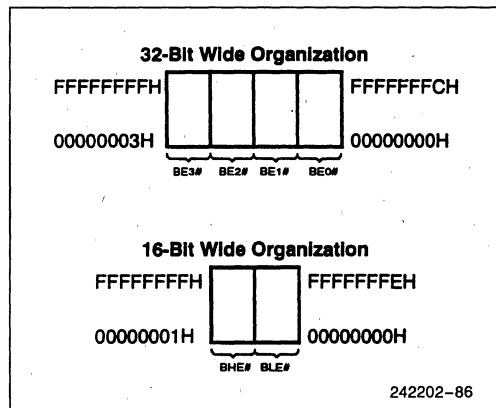 32-Bit Wide Organization
FFFFFFFFH FFFFFFFCH
00000003H 00000000H
BE3# BE2# BE1# BE0#
16-Bit Wide Organization
FFFFFFFFH FFFFFFFEH
00000001H 00000000H
BHE# BLE#
242202-86